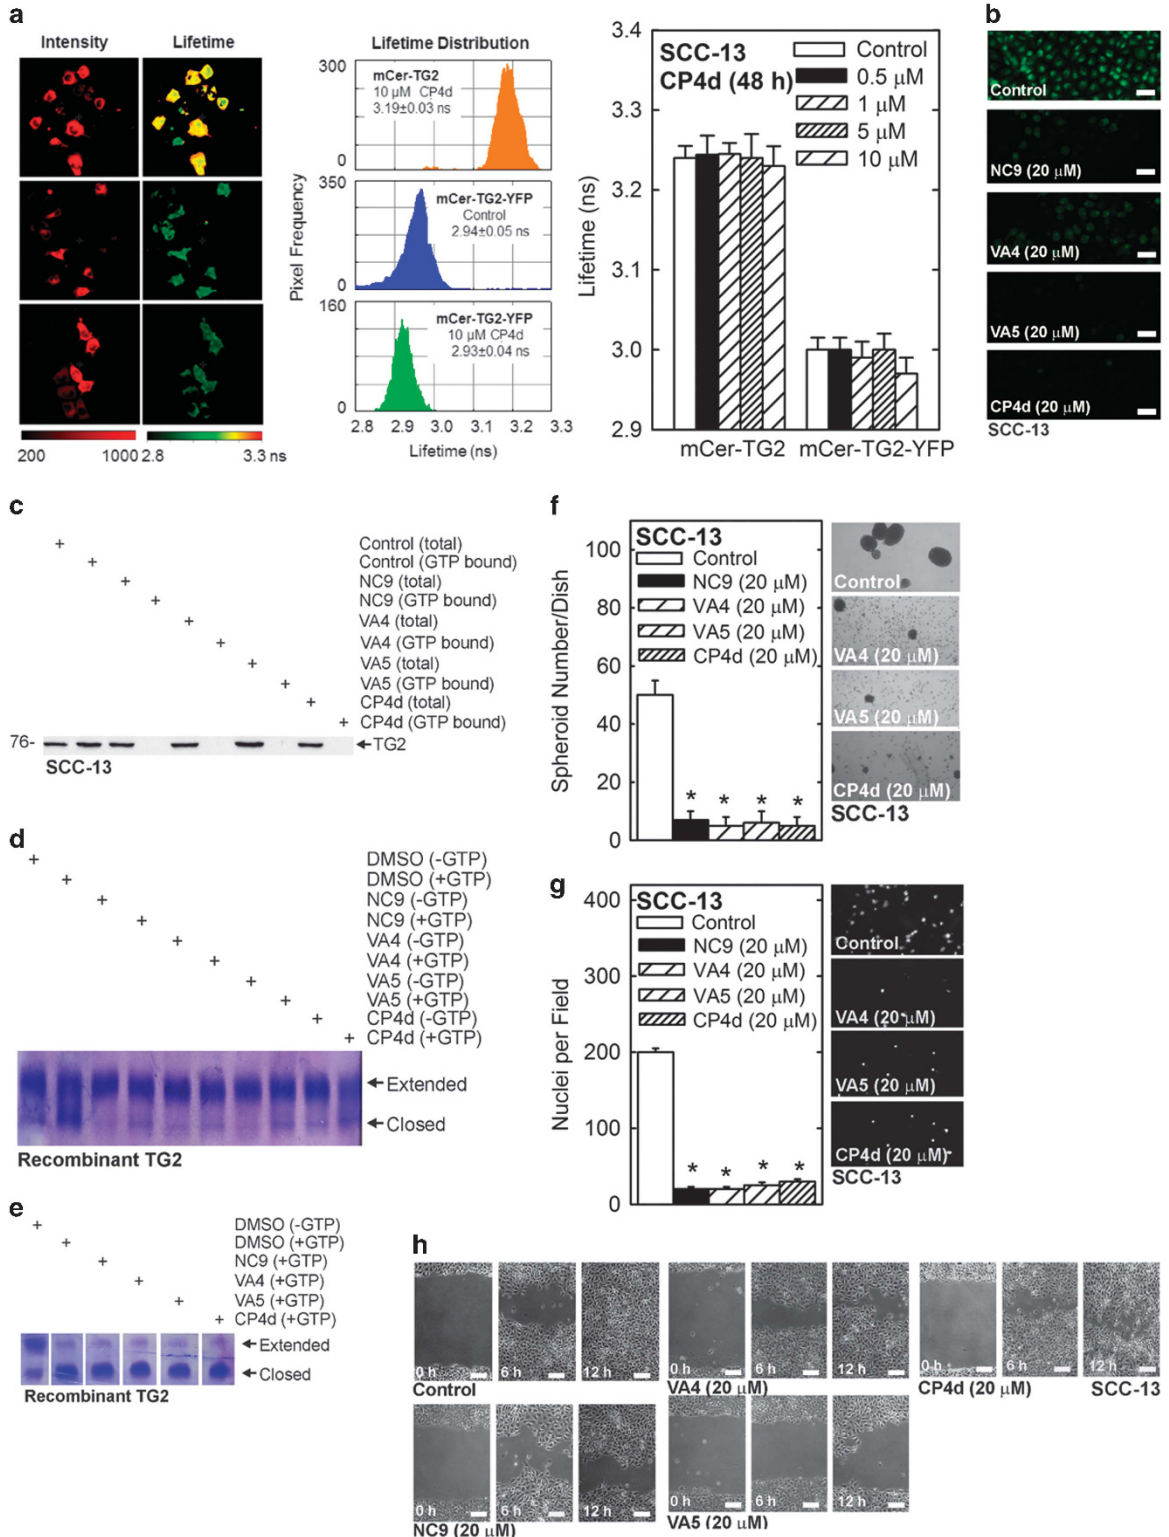 a
Intensity
Lifetime
200
1000
2.8
3.3 ns
Lifetime Distribution
Pixel Frequency
300
0
mCer-TG2
10 μM CP4d
3.19±0.03 ns
350
0
mCer-TG2-YFP
Control
2.94±0.05 ns
160
0
mCer-TG2-YFP
10 μM CP4d
2.93±0.04 ns
2.8 2.9 3.0 3.1 3.2 3.3
Lifetime (ns)
Lifetime (ns)
3.4
3.3
3.2
3.1
3.0
2.9
SCC-13
CP4d (48 h)
Control
0.5 μM
1 μM
5 μM
10 μM
mCer-TG2 mCer-TG2-YFP
b
Control
NC9 (20 μM)
VA4 (20 μM)
VA5 (20 μM)
CP4d (20 μM)
SCC-13
c
+ Control (total)
+ Control (GTP bound)
+ NC9 (total)
+ NC9 (GTP bound)
+ VA4 (total)
+ VA4 (GTP bound)
+ VA5 (total)
+ VA5 (GTP bound)
+ CP4d (total)
+ CP4d (GTP bound)
76-
←TG2
SCC-13
d
+ DMSO (-GTP)
+ DMSO (+GTP)
+ NC9 (-GTP)
+ NC9 (+GTP)
+ VA4 (-GTP)
+ VA4 (+GTP)
+ VA5 (-GTP)
+ VA5 (+GTP)
+ CP4d (-GTP)
+ CP4d (+GTP)
←Extended
←Closed
Recombinant TG2
e
+ DMSO (-GTP)
+ DMSO (+GTP)
+ NC9 (+GTP)
+ VA4 (+GTP)
+ VA5 (+GTP)
+ CP4d (+GTP)
←Extended
←Closed
Recombinant TG2
f
Spheroid Number/Dish
100
80
60
40
20
0
SCC-13
Control
NC9 (20 μM)
VA4 (20 μM)
VA5 (20 μM)
CP4d (20 μM)
* * * *
Control
VA4 (20 μM)
VA5 (20 μM)
CP4d (20 μM)
SCC-13
g
Nuclei per Field
400
300
200
100
0
SCC-13
Control
NC9 (20 μM)
VA4 (20 μM)
VA5 (20 μM)
CP4d (20 μM)
* * * *
Control
VA4 (20 μM)
VA5 (20 μM)
CP4d (20 μM)
SCC-13
h
0 h 6 h 12 h
Control
0 h 6 h 12 h
VA4 (20 μM)
0 h 6 h 12 h
CP4d (20 μM) SCC-13
0 h 6 h 12 h
NC9 (20 μM)
0 h 6 h 12 h
VA5 (20 μM)